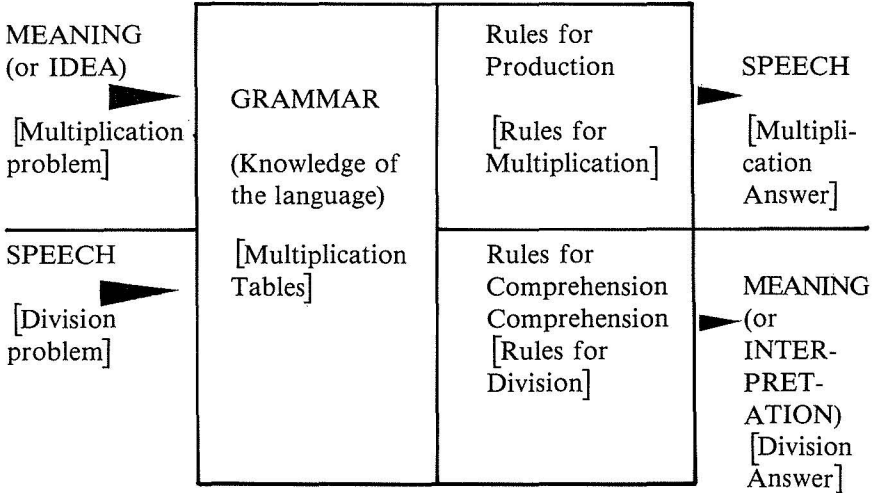 MEANING
(or IDEA)
[Multiplication
problem]
GRAMMAR
(Knowledge of
the language)
[Multiplication
Tables]
Rules for
Production
[Rules for
Multiplication]
SPEECH
[Multipli-
cation
Answer]
SPEECH
[Division
problem]
Rules for
Comprehension
Comprehension
[Rules for
Division]
MEANING
(or
INTER-
PRET-
ATION)
[Division
Answer]